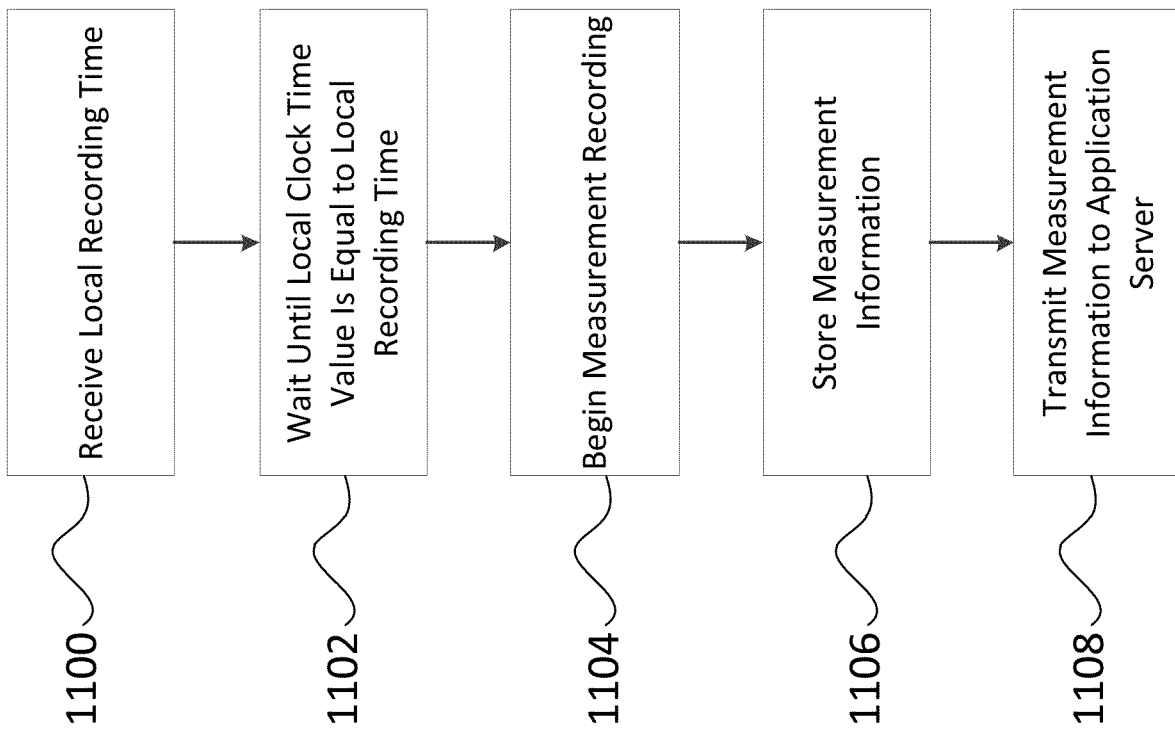 1100
Receive Local Recording Time
1102
Wait Until Local Clock Time
Value Is Equal to Local
Recording Time
1104
Begin Measurement Recording
1106
Store Measurement
Information
1108
Transmit Measurement
Information to Application
Server